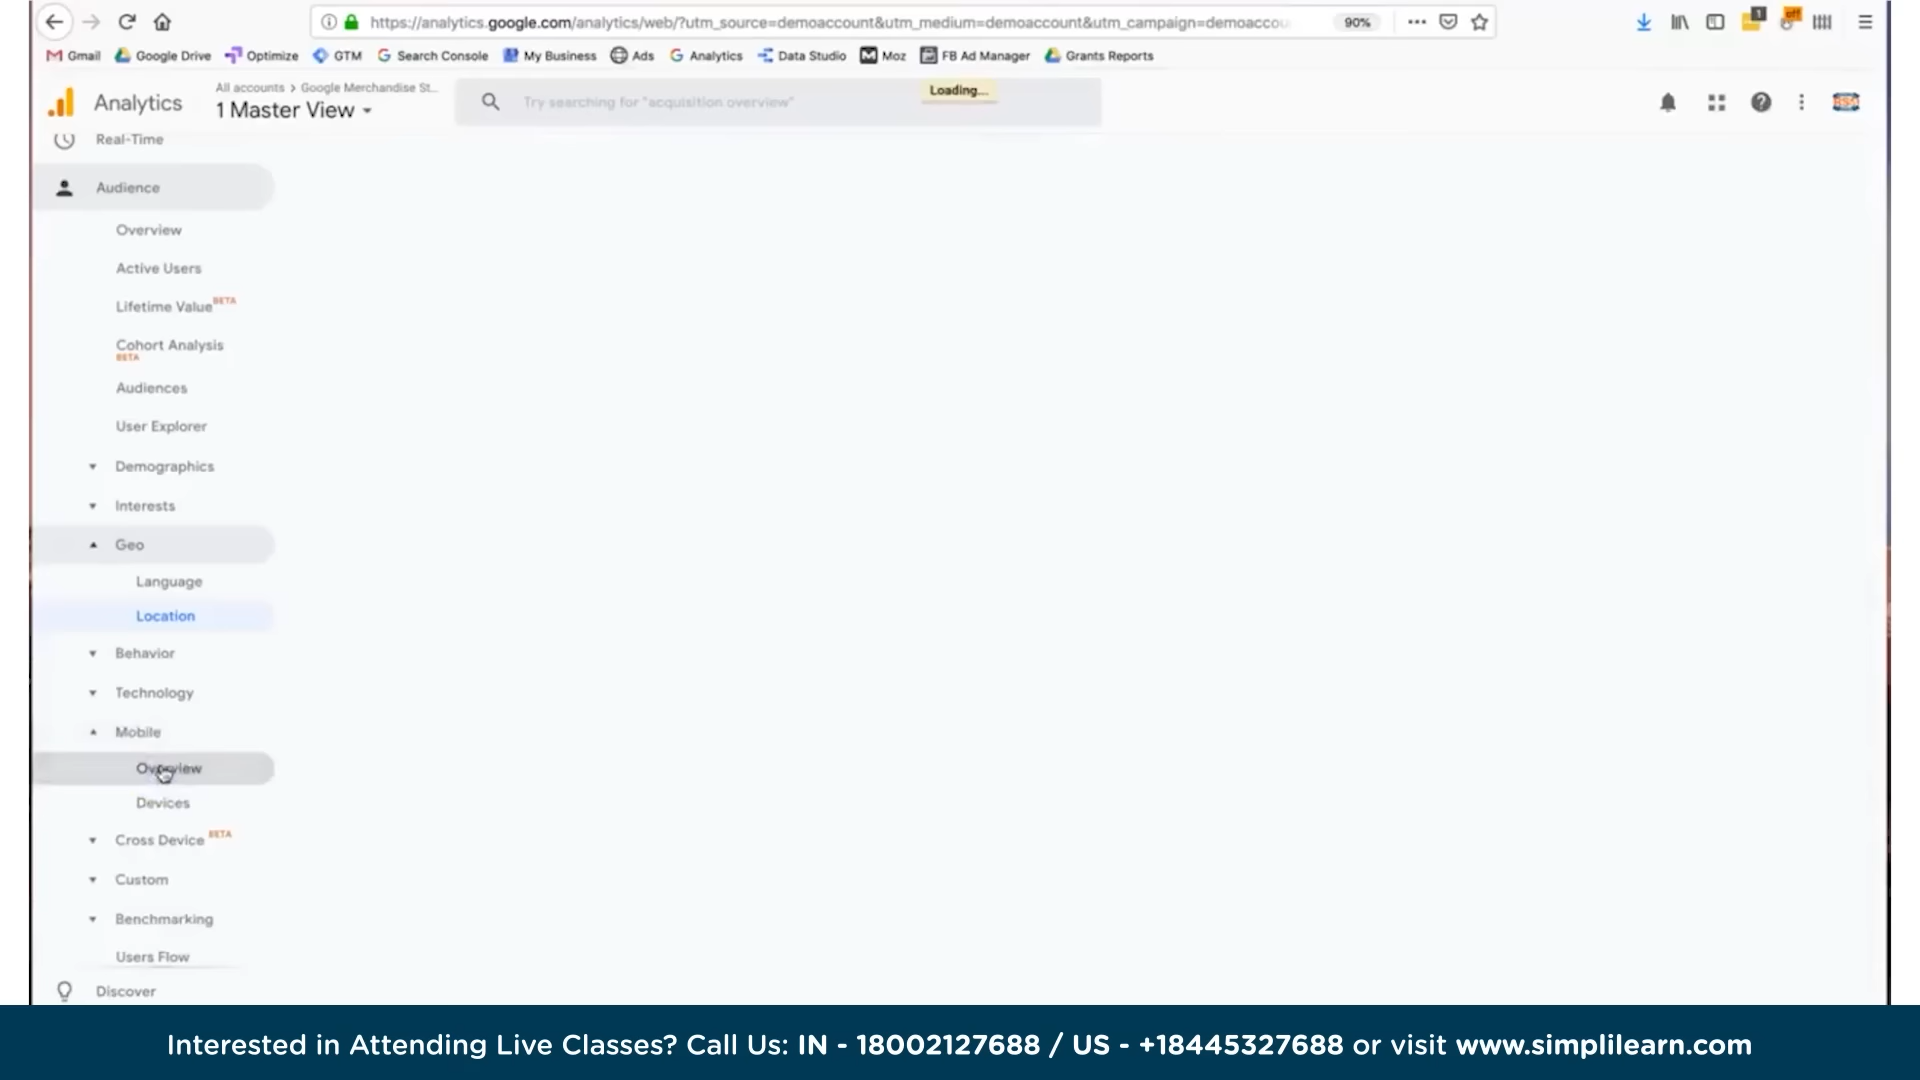 https://analytics.google.com/analytics/web/?utm_source=demoaccount&utm_medium=demoaccount&utm_campaign=demoaccou
90%
1
off
Gmail
Google Drive
Optimize
GTM
Search Console
My Business
Ads
Analytics
Data Studio
Moz
FB Ad Manager
Grants Reports
Analytics
All accounts > Google Merchandise St...
1 Master View
Try searching for "acquisition overview"
Loading...
Real-Time
Audience
Overview
Active Users
Lifetime Value BETA
Cohort Analysis
BETA
Audiences
User Explorer
Demographics
Interests
Geo
Language
Location
Behavior
Technology
Mobile
Overview
Devices
Cross Device BETA
Custom
Benchmarking
Users Flow
Discover
Interested in Attending Live Classes? Call Us: IN - 18002127688 / US - +18445327688 or visit www.simplilearn.com